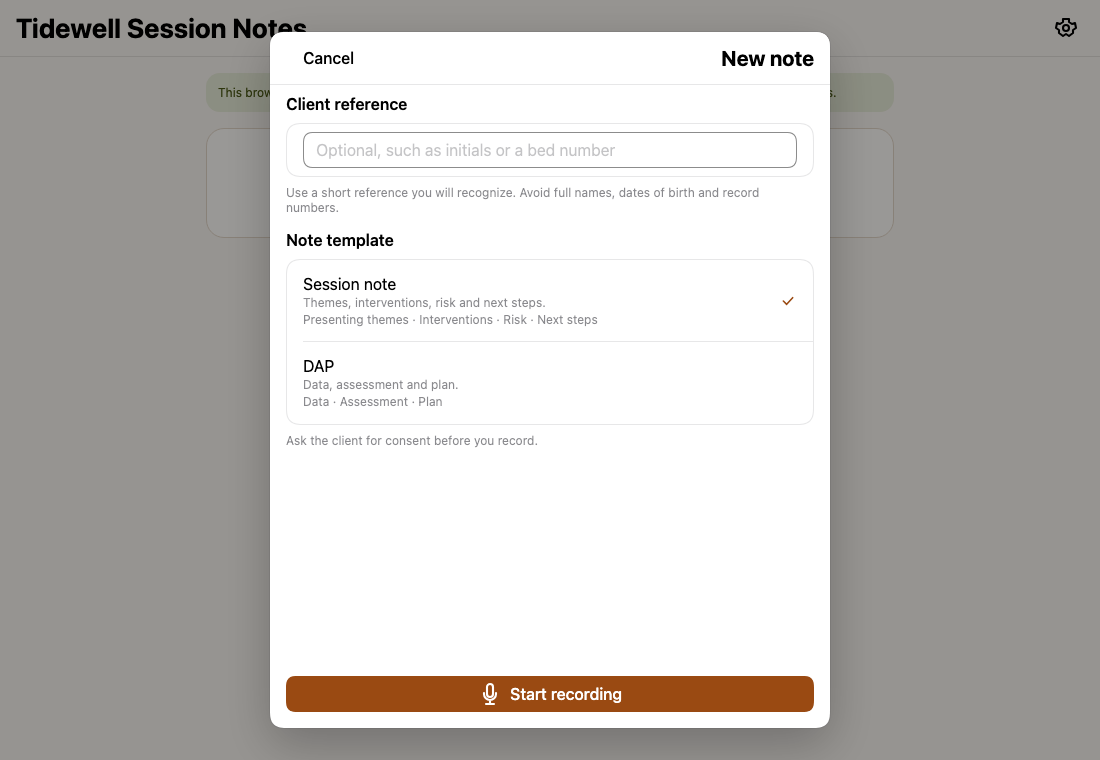 Tidewell Session Notes
Cancel
New note
This
Client reference
Optional, such as initials or a bed number
Use a short reference you will recognize. Avoid full names, dates of birth and record
numbers.
Note template
Session note
Themes, interventions, risk and next steps.
Presenting themes · Interventions · Risk · Next steps
DAP
Data, assessment and plan.
Data · Assessment · Plan
Ask the client for consent before you record.
Start recording